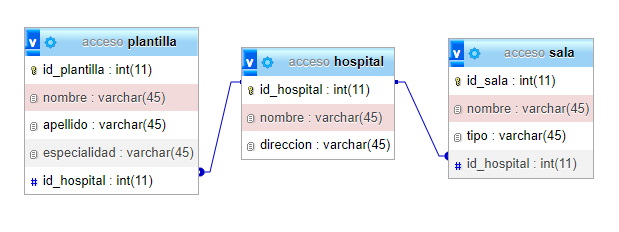 v acceso plantilla
id_plantilla : int(11)
nombre : varchar(45)
apellido : varchar(45)
especialidad : varchar(45)
# id_hospital : int(11)
v acceso hospital
id_hospital : int(11)
nombre : varchar(45)
direccion : varchar(45)
v acceso sala
id_sala : int(11)
nombre : varchar(45)
tipo : varchar(45)
# id_hospital : int(11)